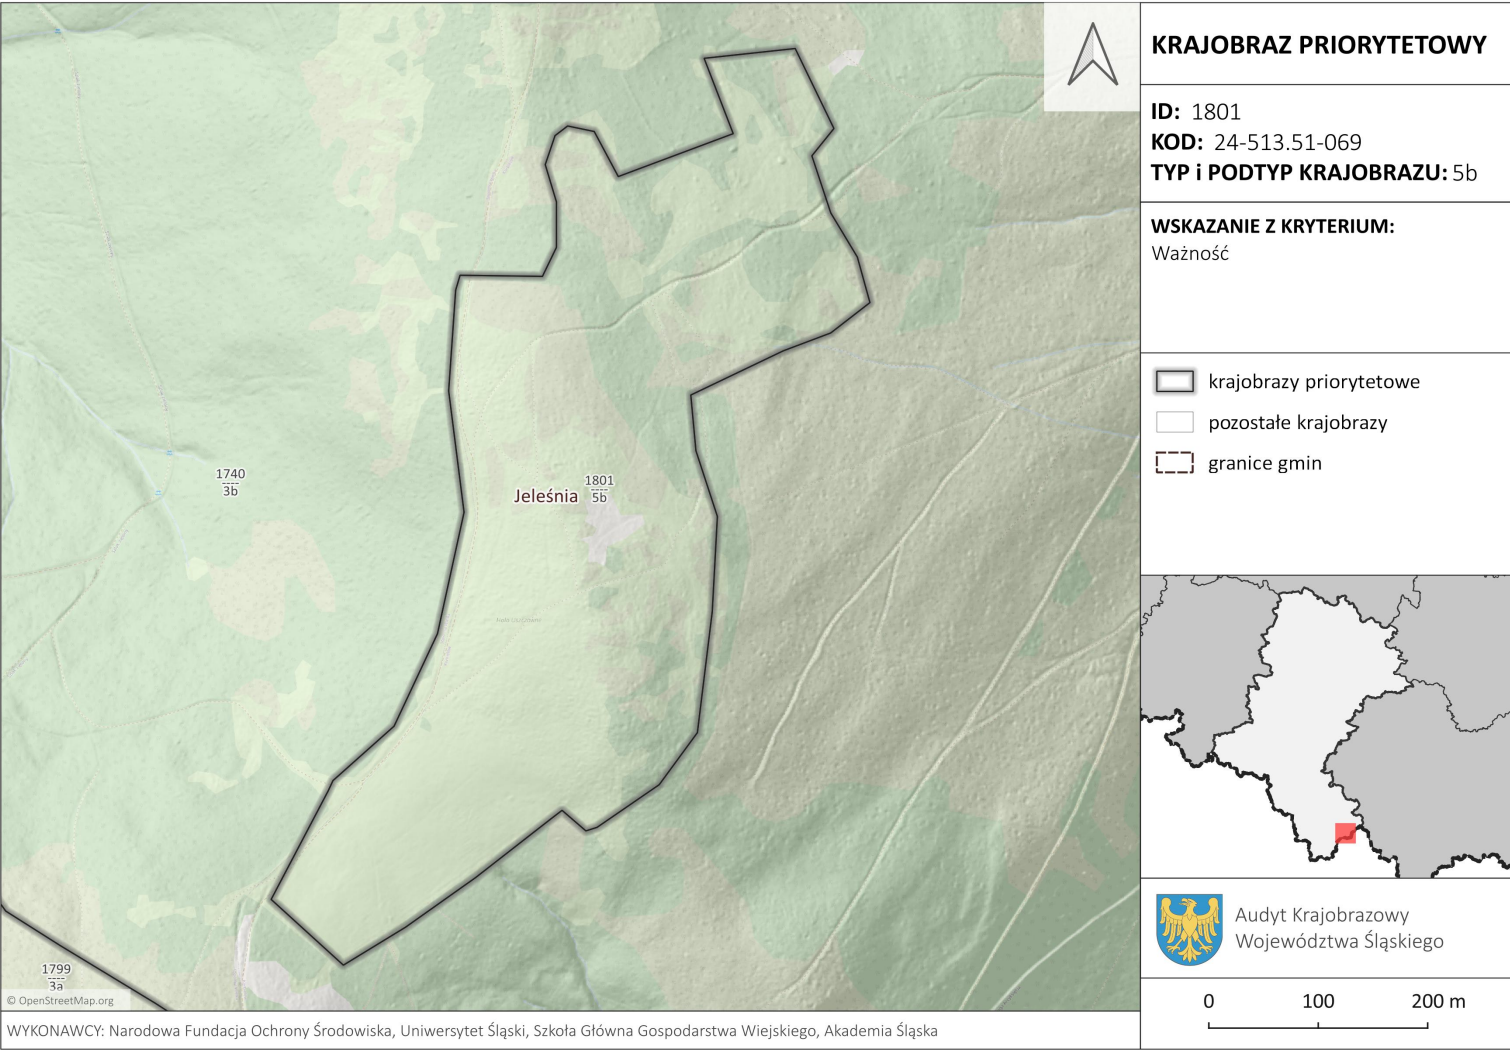 KRAJOBRAZ PRIORYTETOWY
ID: 1801
KOD: 24-513.51-069
TYP i PODTYP KRAJOBRAZU: 5b
WSKAZANIE Z KRYTERIUM:
Ważność
krajobrazy priorytetowe
pozostałe krajobrazy
granice gmin
1740
3b
Jeleśnia
1801
5b
1799
3a
© OpenStreetMap.org
Audyt Krajobrazowy
Województwa Śląskiego
0 100 200 m
WYKONAWCY: Narodowa Fundacja Ochrony Środowiska, Uniwersytet Śląski, Szkoła Główna Gospodarstwa Wiejskiego, Akademia Śląska